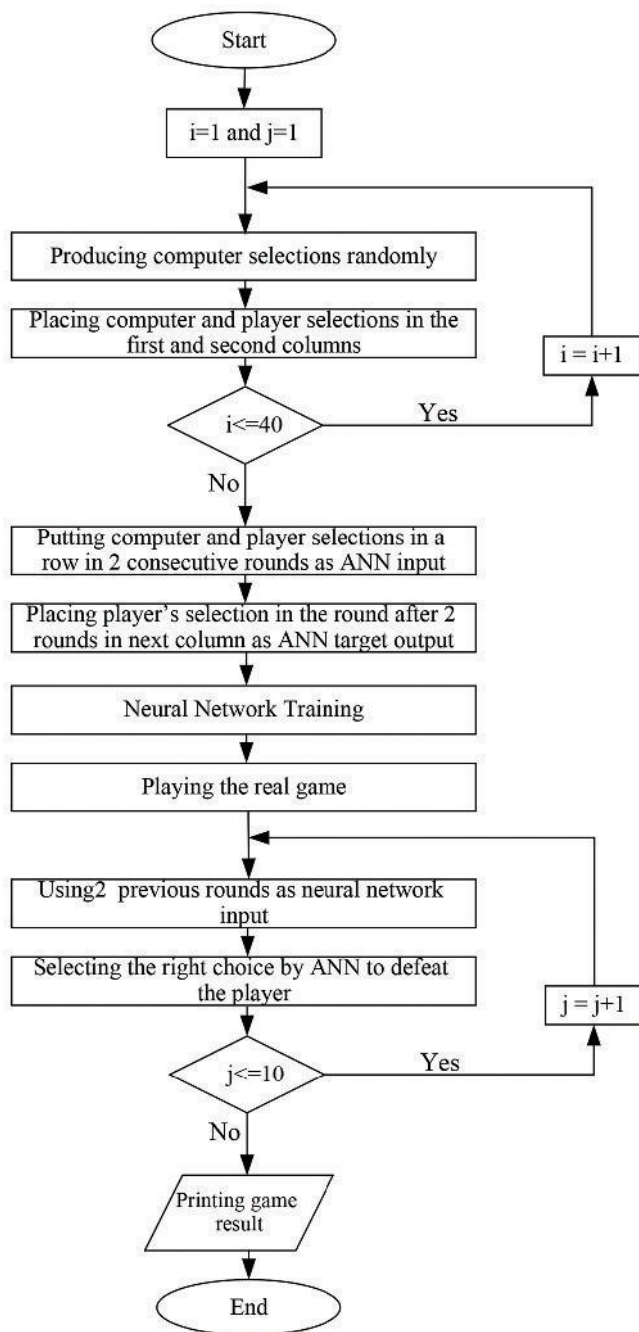 Start
i=1 and j=1
Producing computer selections randomly
Placing computer and player selections in the
first and second columns
i = i+1
i<=40
Yes
No
Putting computer and player selections in a
row in 2 consecutive rounds as ANN input
Placing player's selection in the round after 2
rounds in next column as ANN target output
Neural Network Training
Playing the real game
Using2  previous rounds as neural network
input
Selecting the right choice by ANN to defeat
the player
j = j+1
j<=10
Yes
No
Printing game
result
End